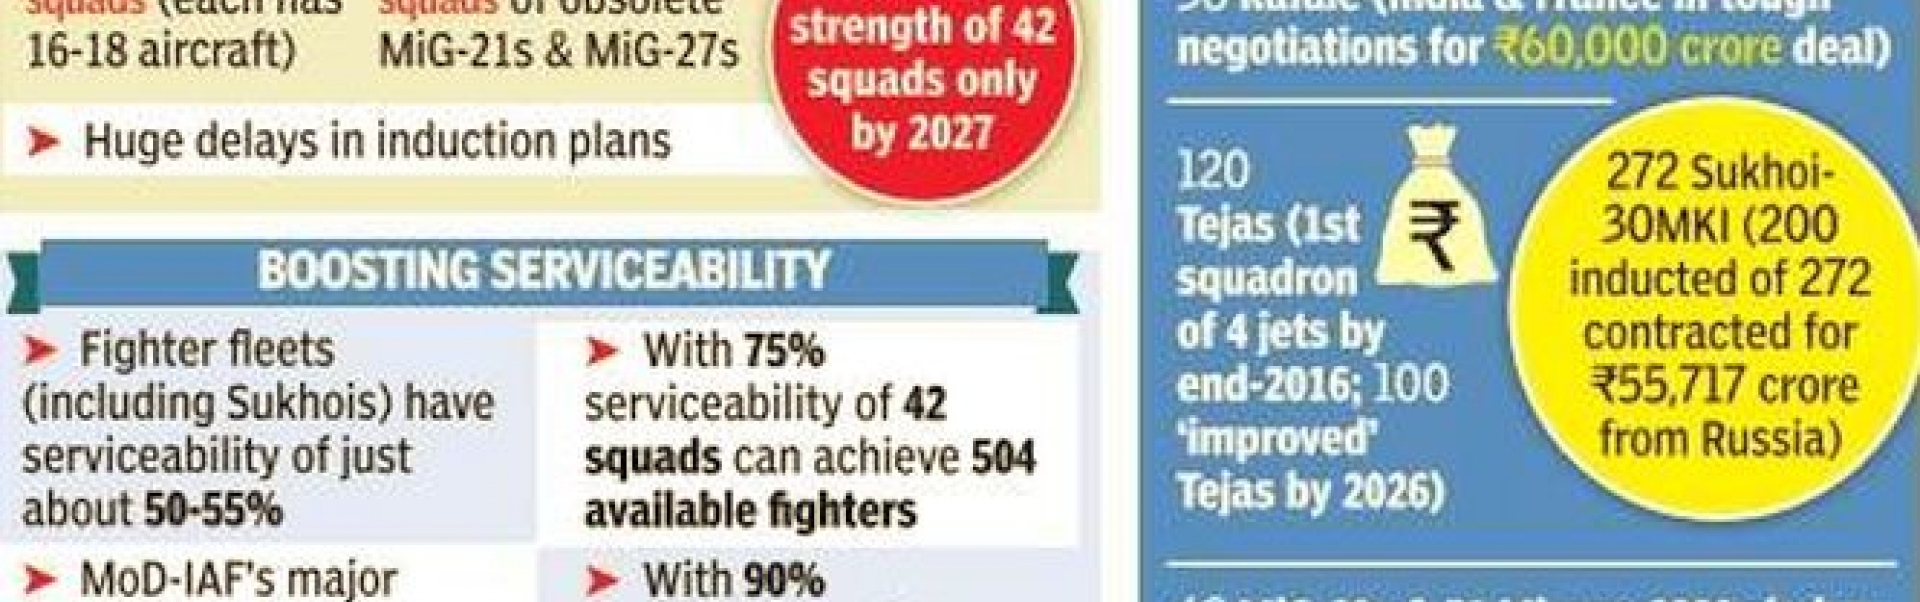 squads (each has
16-18 aircraft)
squads of obsolete
MiG-21s & MiG-27s
strength of 42
squads only
by 2027
➤ Huge delays in induction plans
BOOSTING SERVICEABILITY
➤ Fighter fleets
(including Sukhois) have
serviceability of just
about 50-55%
➤ MoD-IAF's major
➤ With 75%
serviceability of 42
squads can achieve 504
available fighters
➤ With 90%
36 Rafale (India & France in tough
negotiations for ₹60,000 crore deal)
120
Tejas (1st
squadron
of 4 jets by
end-2016; 100
‘improved’
Tejas by 2026)
₹
272 Sukhoi-
30MKI (200
inducted of 272
contracted for
₹55,717 crore
from Russia)